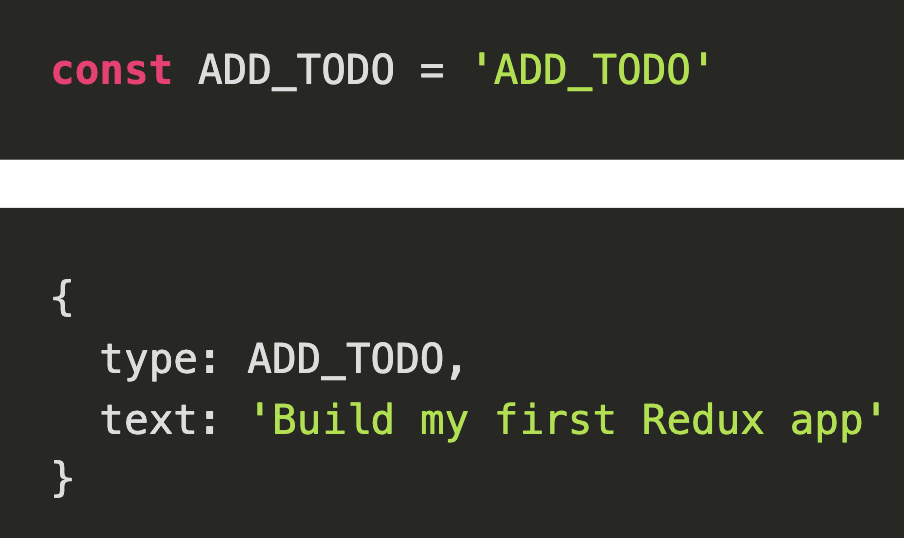 const ADD_TODO = 'ADD_TODO'
{
  type: ADD_TODO,
  text: 'Build my first Redux app'
}